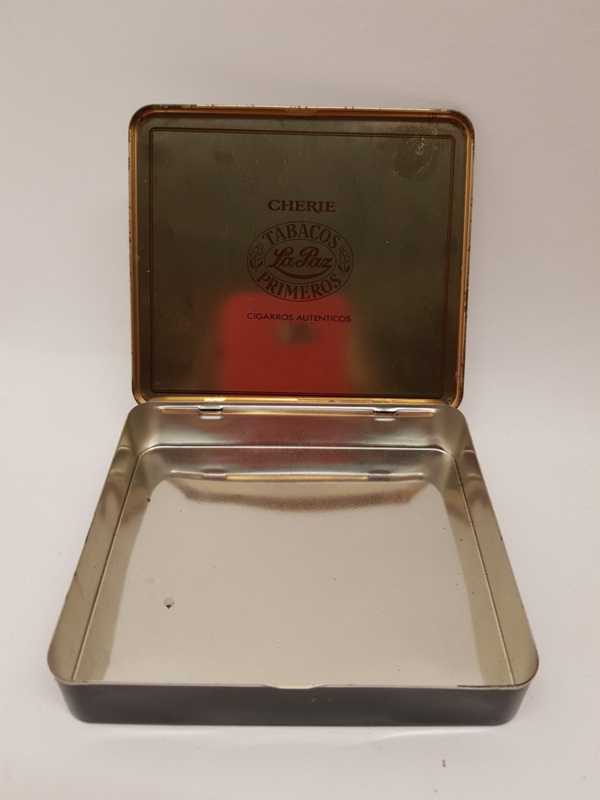 CHERIE
TABACOS
La Paz
PRIMEROS
CIGARROS AUTENTICOS